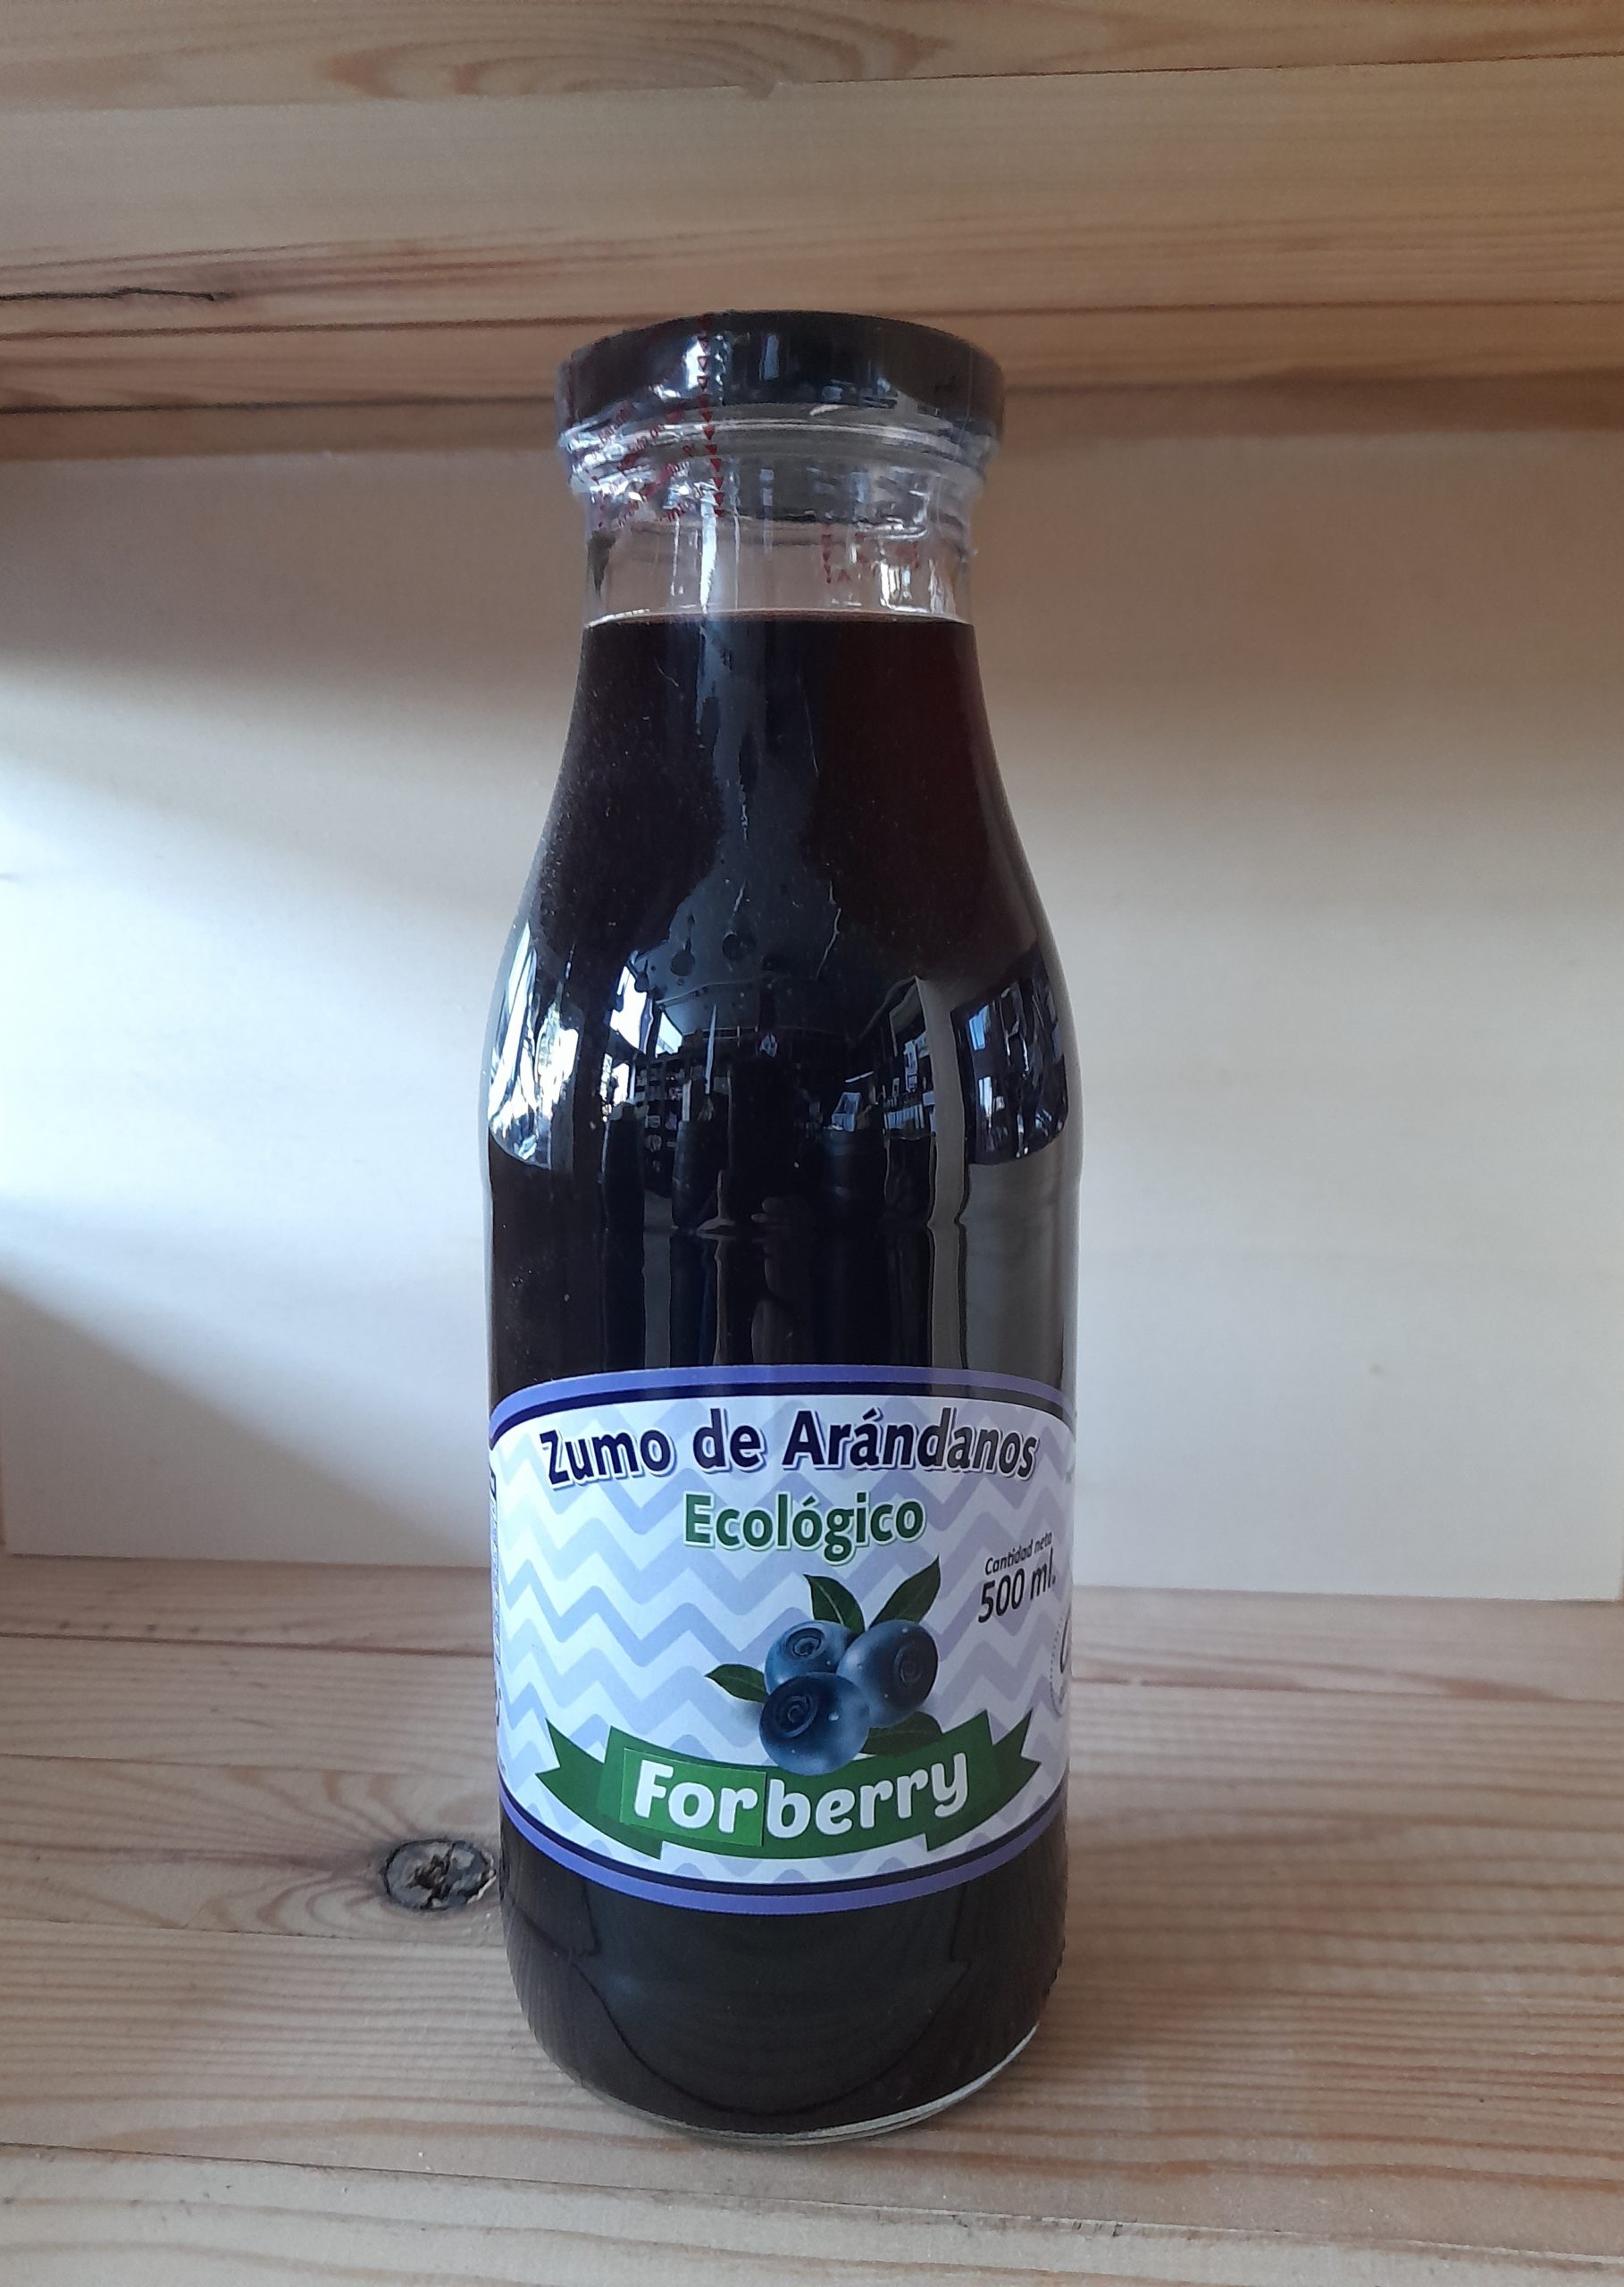 Zumo de Arándanos
Ecológico
Cantidad neta
500 ml.
Forberry